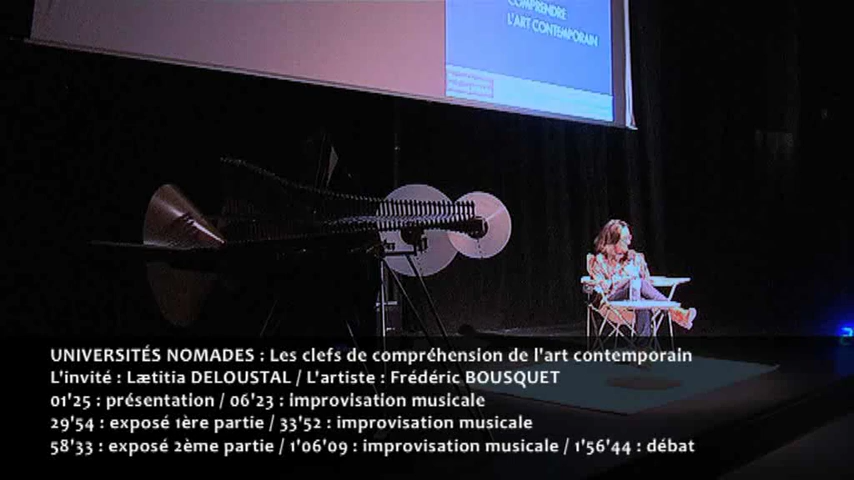 COMPRENDRE
L'ART CONTEMPORAIN
UNIVERSITÉS NOMADES : Les clefs de compréhension de l'art contemporain
L'invité : Lætitia DELOUSTAL / L'artiste : Frédéric BOUSQUET
01'25 : présentation / 06'23 : improvisation musicale
29'54 : exposé 1ère partie / 33'52 : improvisation musicale
58'33 : exposé 2ème partie / 1'06'09 : improvisation musicale / 1'56'44 : débat